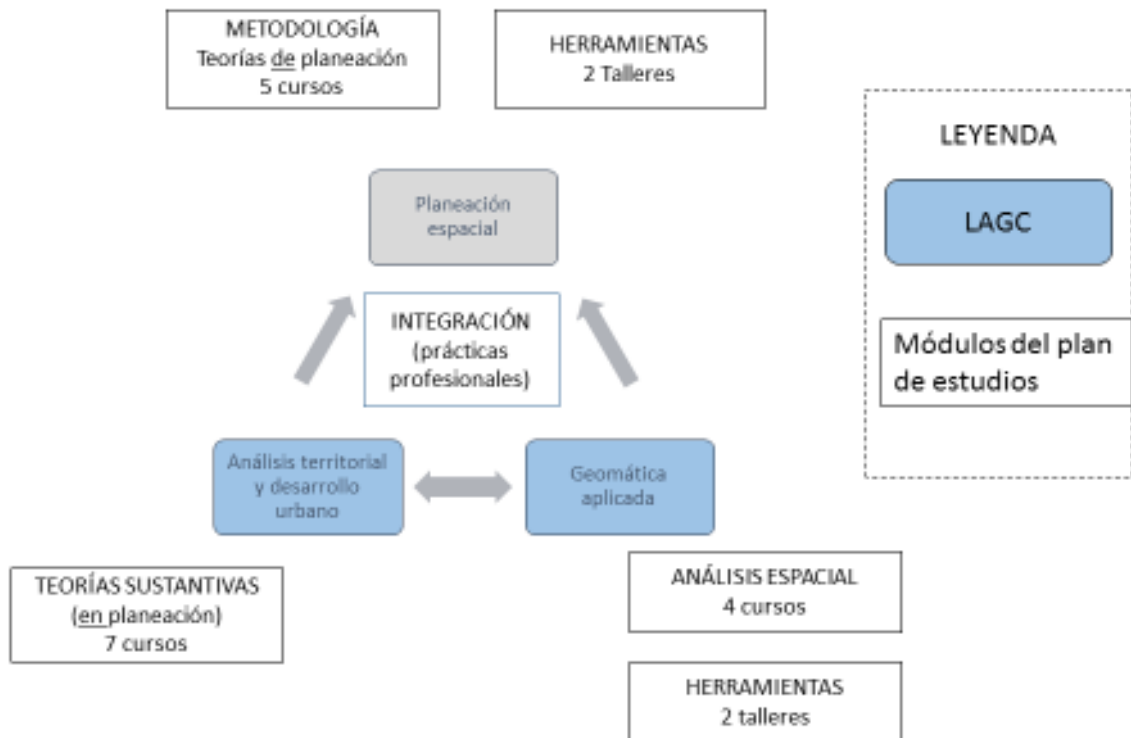 METODOLOGÍA
Teorías de planeación
5 cursos
HERRAMIENTAS
2 Talleres
LEYENDA
LAGC
Módulos del plan
de estudios
Planeación
espacial
INTEGRACIÓN
(prácticas
profesionales)
Análisis territorial
y desarrollo
urbano
Geomática
aplicada
TEORÍAS SUSTANTIVAS
(en planeación)
7 cursos
ANÁLISIS ESPACIAL
4 cursos
HERRAMIENTAS
2 talleres